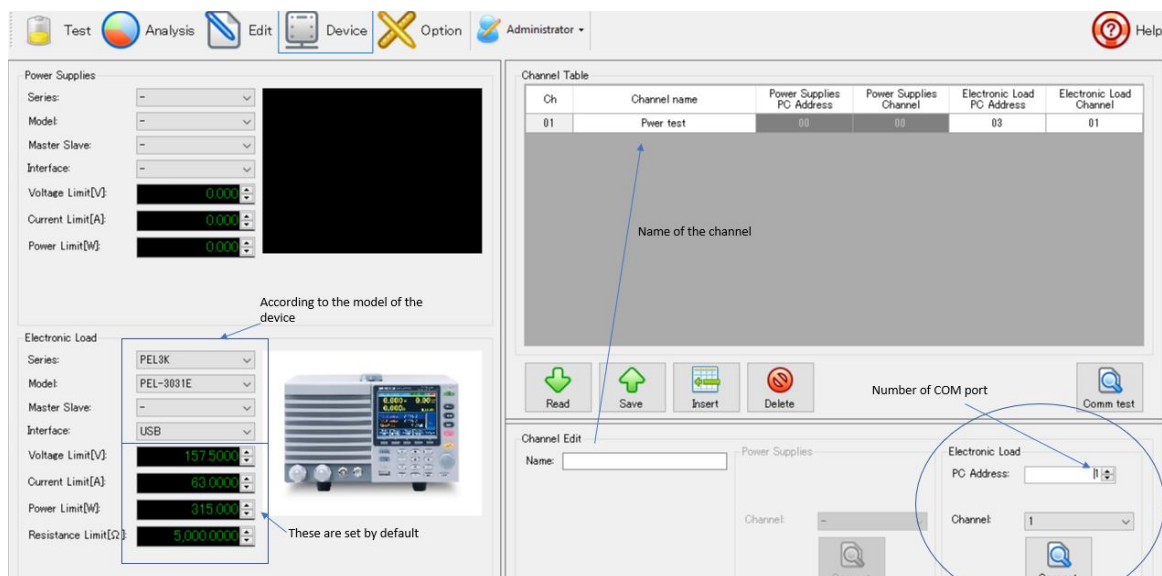 Test Analysis Edit Device Option Administrator Help
Power Supplies
Series: -
Model: -
Master Slave: -
Interface: -
Voltage Limit[V]: 0.000
Current Limit[A]: 0.000
Power Limit[W]: 0.000
According to the model of the
device
Electronic Load
Series: PEL3K
Model: PEL-3031E
Master Slave: -
Interface: USB
Voltage Limit[V]: 157.5000
Current Limit[A]: 63.0000
Power Limit[W]: 315.000
Resistance Limit[Ω]: 5,000.0000
These are set by default
Channel Table
Ch Channel name Power Supplies PC Address Power Supplies Channel Electronic Load PC Address Electronic Load Channel
01 Pwer test 00 00 03 01
Name of the channel
Read Save Insert Delete Comm test
Number of COM port
Channel Edit
Name:
Power Supplies
Channel: -
Electronic Load
PC Address: 1
Channel: 1